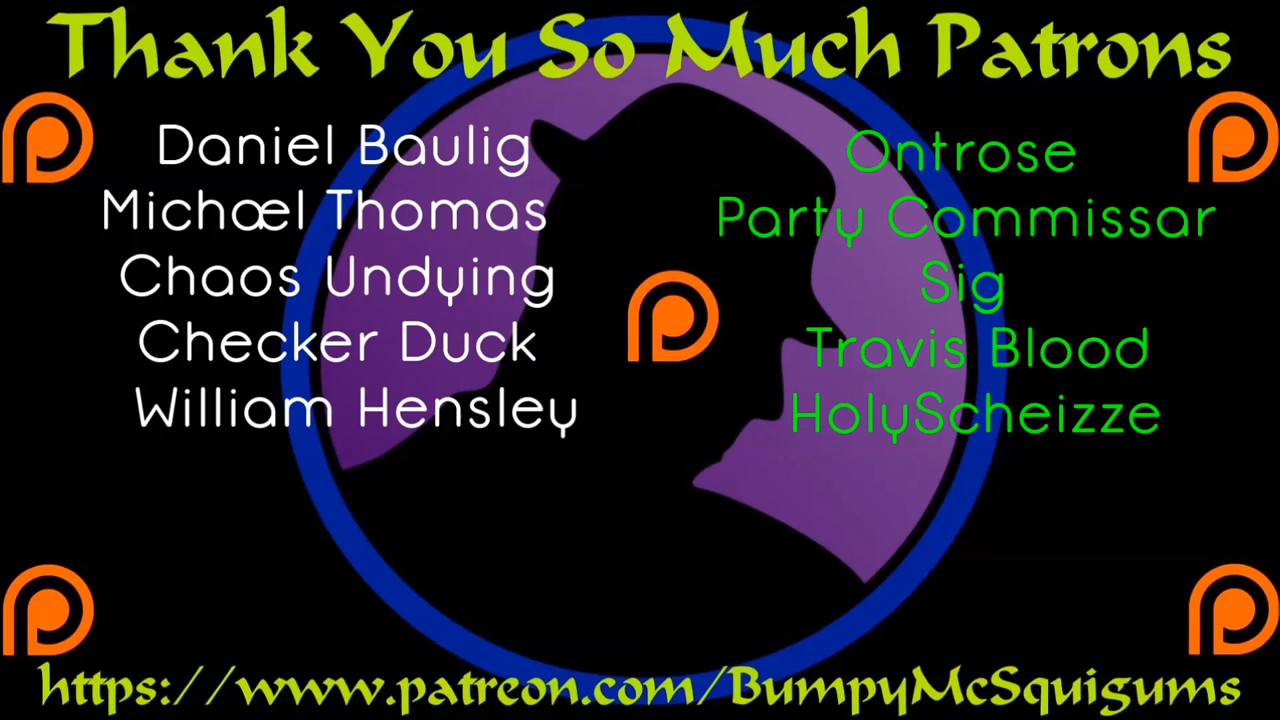 Thank You So Much Patrons
Daniel Baulig
Michael Thomas
Chaos Undying
Checker Duck
William Hensley
Ontrose
Party Commissar
Sig
Travis Blood
HolyScheizze
https://www.patreon.com/BumpyMcSquigums